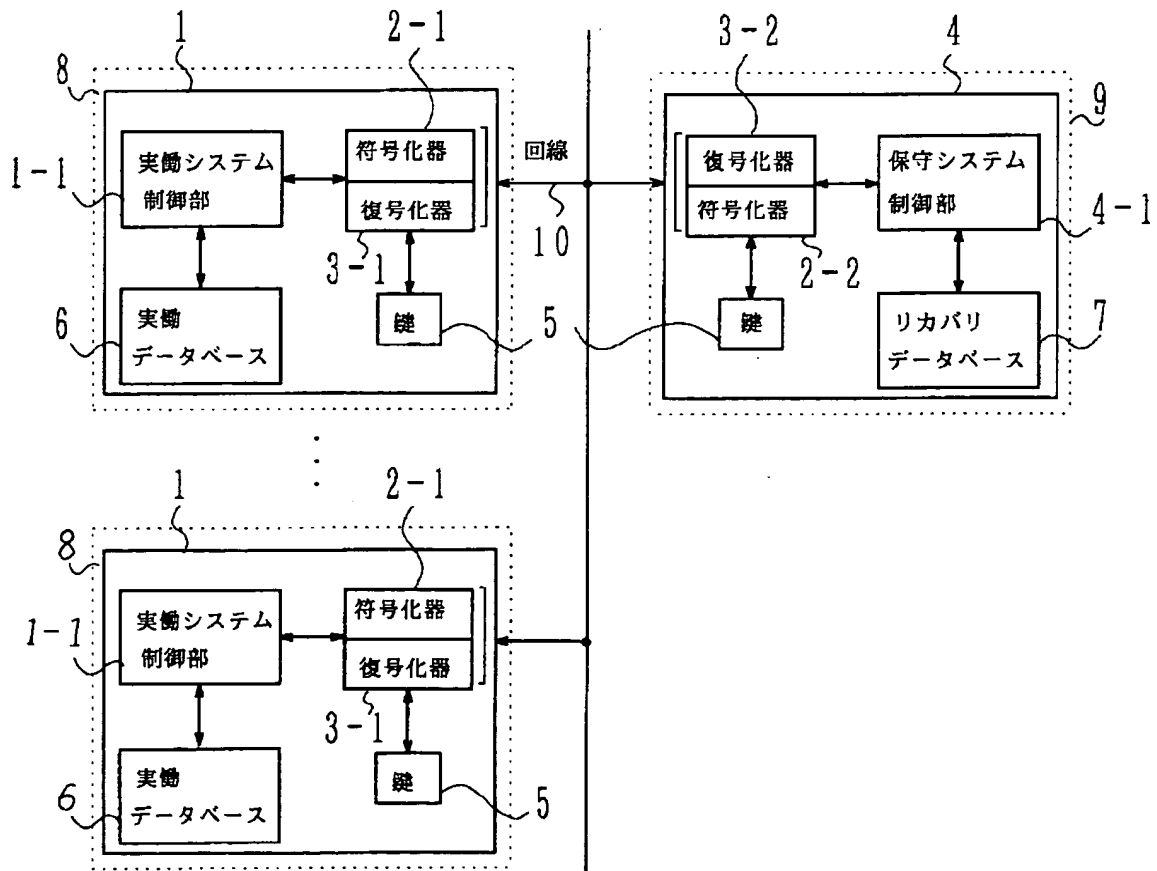 1
2-1
8
実働システム
制御部
1-1
符号化器
復号化器
3-1
実働
データベース
6
鍵
5
回線
10
3-2
4
9
復号化器
符号化器
2-2
保守システム
制御部
4-1
鍵
リカバリ
データベース
7
1
2-1
8
実働システム
制御部
1-1
符号化器
復号化器
3-1
実働
データベース
6
鍵
5